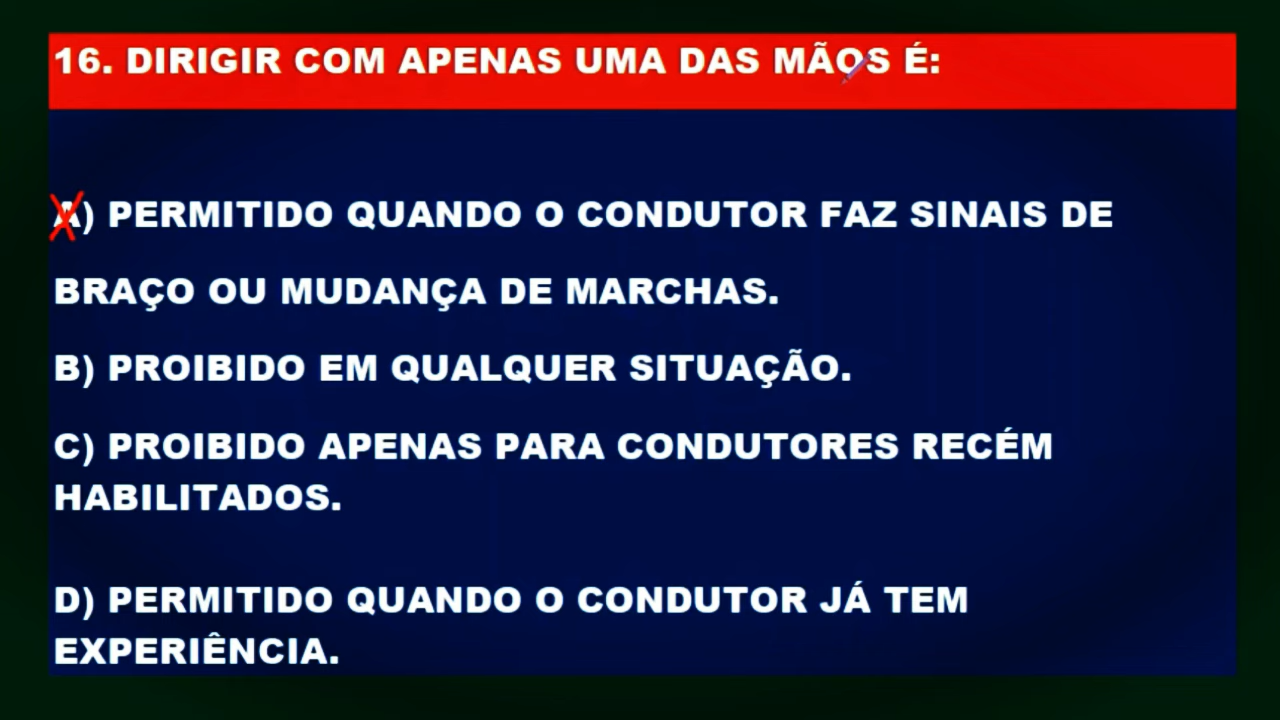 16. DIRIGIR COM APENAS UMA DAS MÃOS É:
A) PERMITIDO QUANDO O CONDUTOR FAZ SINAIS DE
BRAÇO OU MUDANÇA DE MARCHAS.
B) PROIBIDO EM QUALQUER SITUAÇÃO.
C) PROIBIDO APENAS PARA CONDUTORES RECÉM
HABILITADOS.
D) PERMITIDO QUANDO O CONDUTOR JÁ TEM
EXPERIÊNCIA.